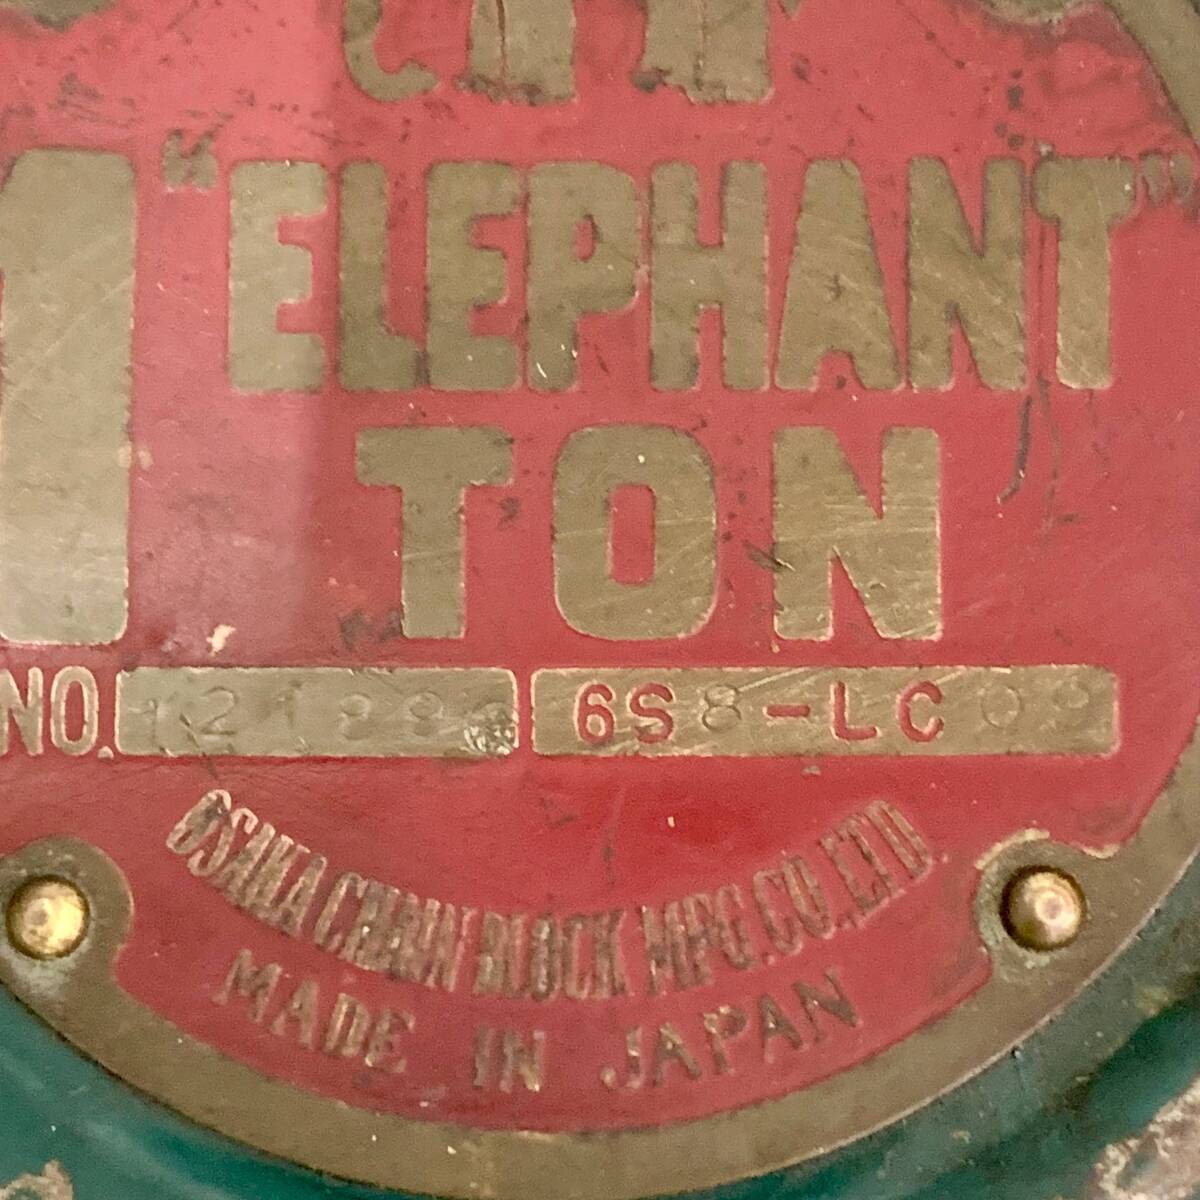 "ELEPHANT"
1 TON
NO. 6S8-LC
OSAKA CHAIN BLOCK MFG. CO., LTD.
MADE IN JAPAN